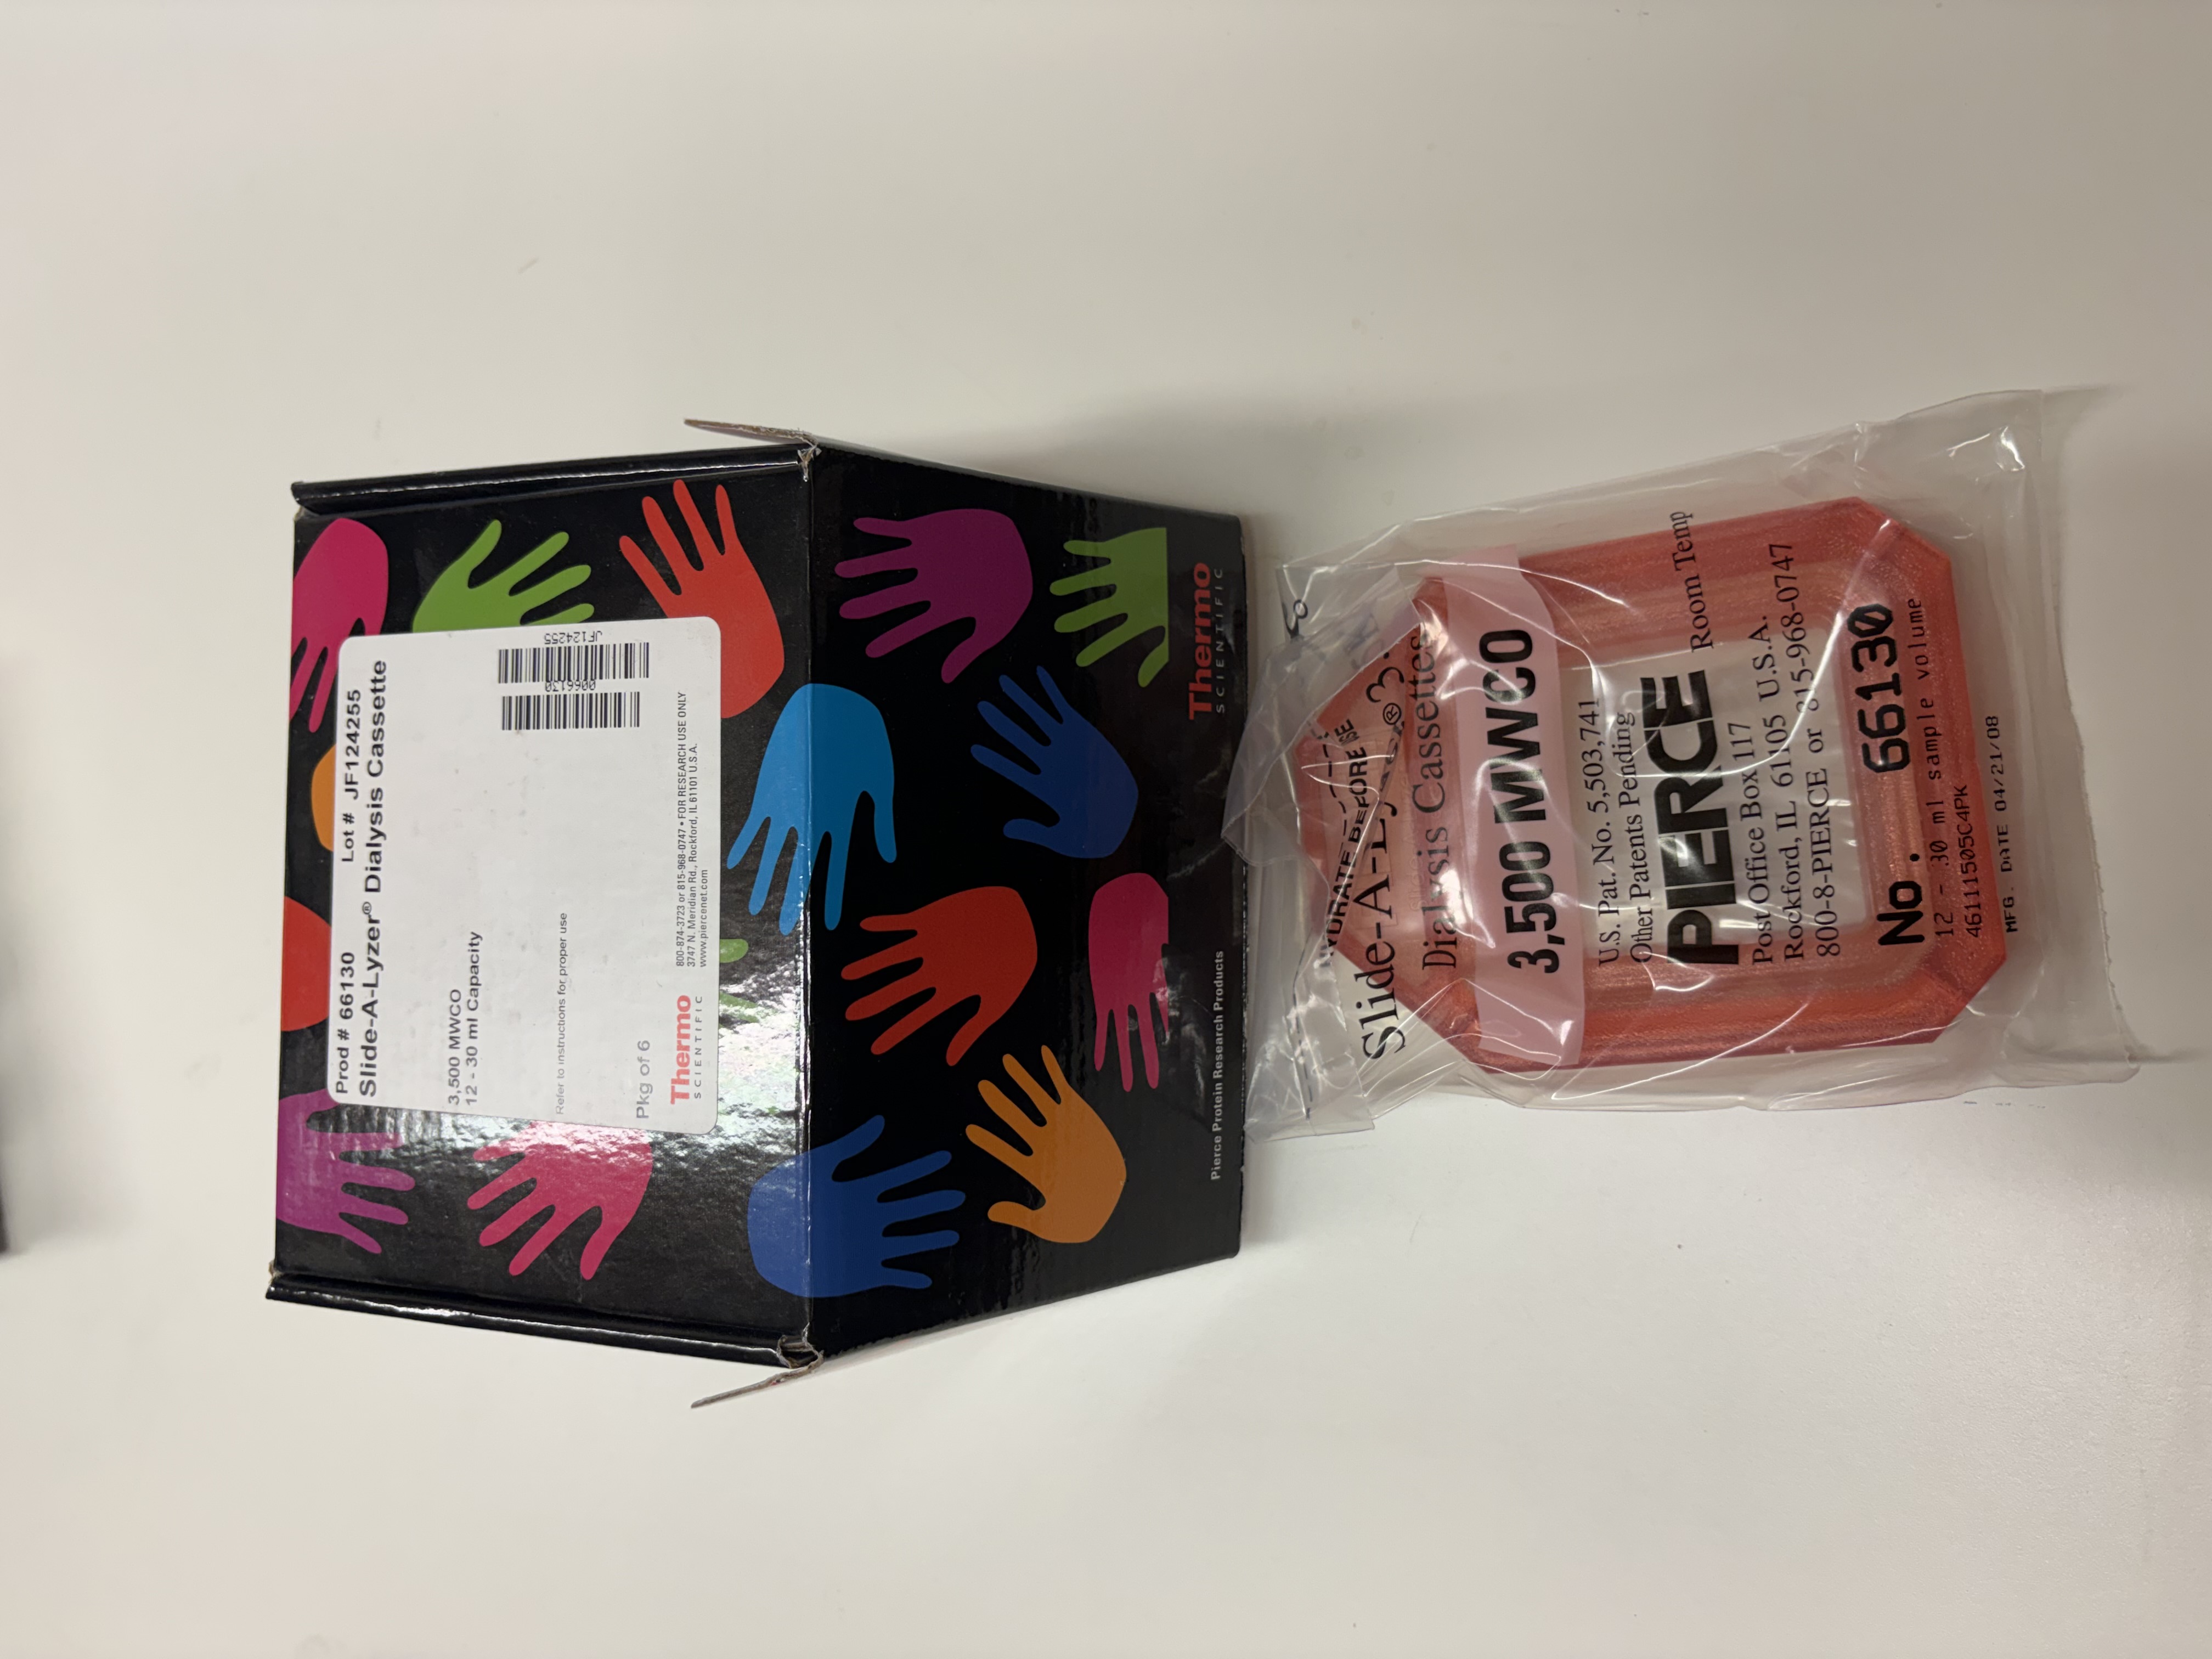 Prod # 66130 Lot # JF124255
Slide-A-Lyzer® Dialysis Cassette
3,500 MWCO
12 - 30 ml Capacity
0066130
JF124255
Refer to instructions for proper use
Pkg of 6
Thermo
SCIENTIFIC
800-874-3723 or 815-968-0747 • FOR RESEARCH USE ONLY
3747 N. Meridian Rd., Rockford, IL 61101 U.S.A.
www.piercenet.com
Pierce Protein Research Products
Thermo
SCIENTIFIC
HYDRATE BEFORE USE
Slide-A-Lyzer® 3
Dialysis Cassettes
3,500 MWCO
U.S. Pat. No. 5,503,741
Other Patents Pending
PIERCE Room Temp
Post Office Box 117
Rockford, IL 61105 U.S.A.
800-8-PIERCE or 815-968-0747
No. 66130
12 - 30 ml sample volume
46111505C4PK
MFG. DATE 04/21/08